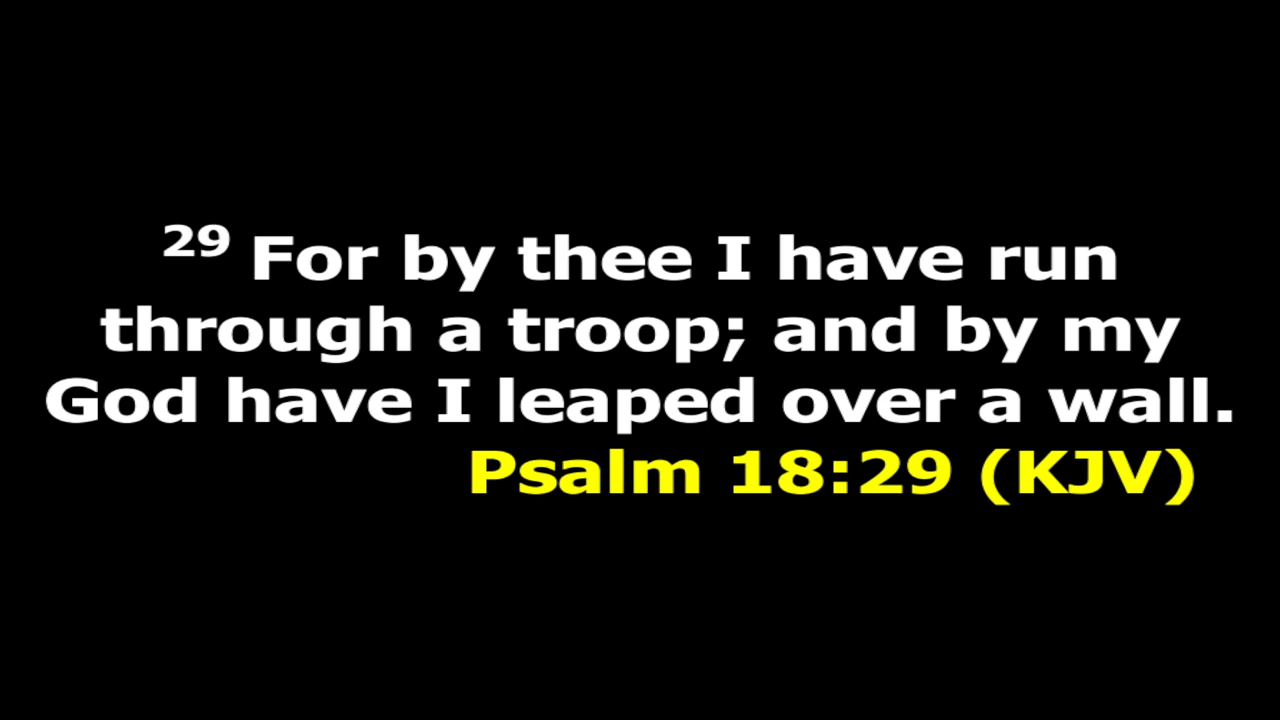 29 For by thee I have run
through a troop; and by my
God have I leaped over a wall.
Psalm 18:29 (KJV)